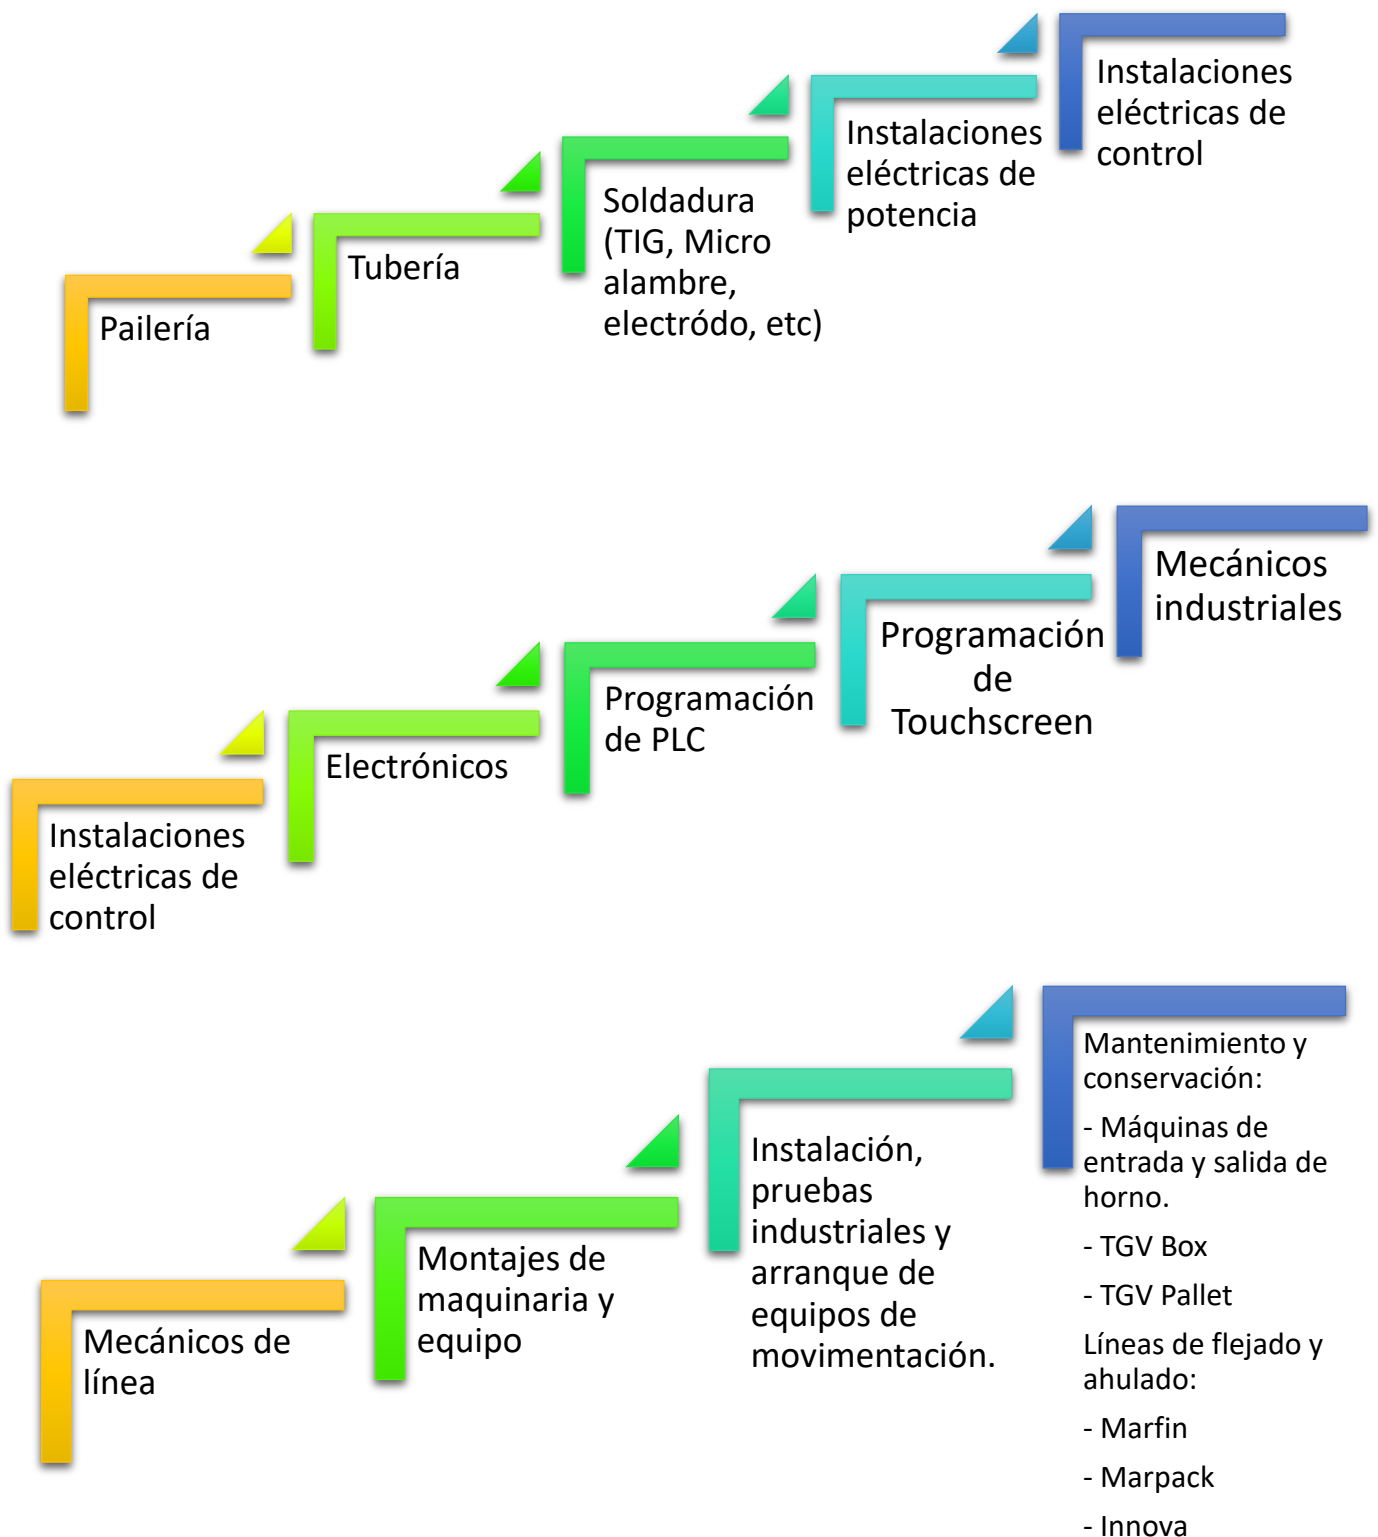 Pailería
Tubería
Soldadura
(TIG, Micro
alambre,
electródo, etc)
Instalaciones
eléctricas de
potencia
Instalaciones
eléctricas de
control
Instalaciones
eléctricas de
control
Electrónicos
Programación
de PLC
Programación
de
Touchscreen
Mecánicos
industriales
Mecánicos de
línea
Montajes de
maquinaria y
equipo
Instalación,
pruebas
industriales y
arranque de
equipos de
movimentación.
Mantenimiento y
conservación:
- Máquinas de
entrada y salida de
horno.
- TGV Box
- TGV Pallet
Líneas de flejado y
ahulado:
- Marfin
- Marpack
- Innova